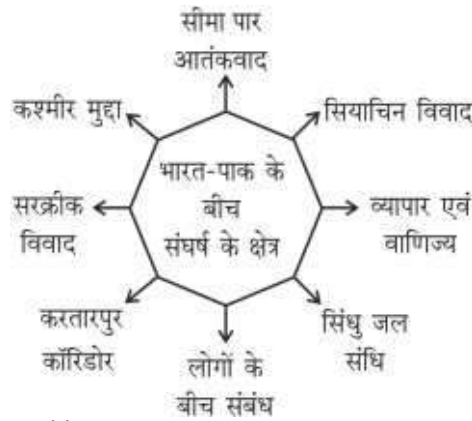 सीमा पार
आतंकवाद
कश्मीर मुद्दा
सियाचिन विवाद
भारत-पाक के
बीच
संघर्ष के क्षेत्र
सरक्रीक
विवाद
व्यापार एवं
वाणिज्य
करतारपुर
कॉरिडोर
सिंधु जल
संधि
लोगों के
बीच संबंध